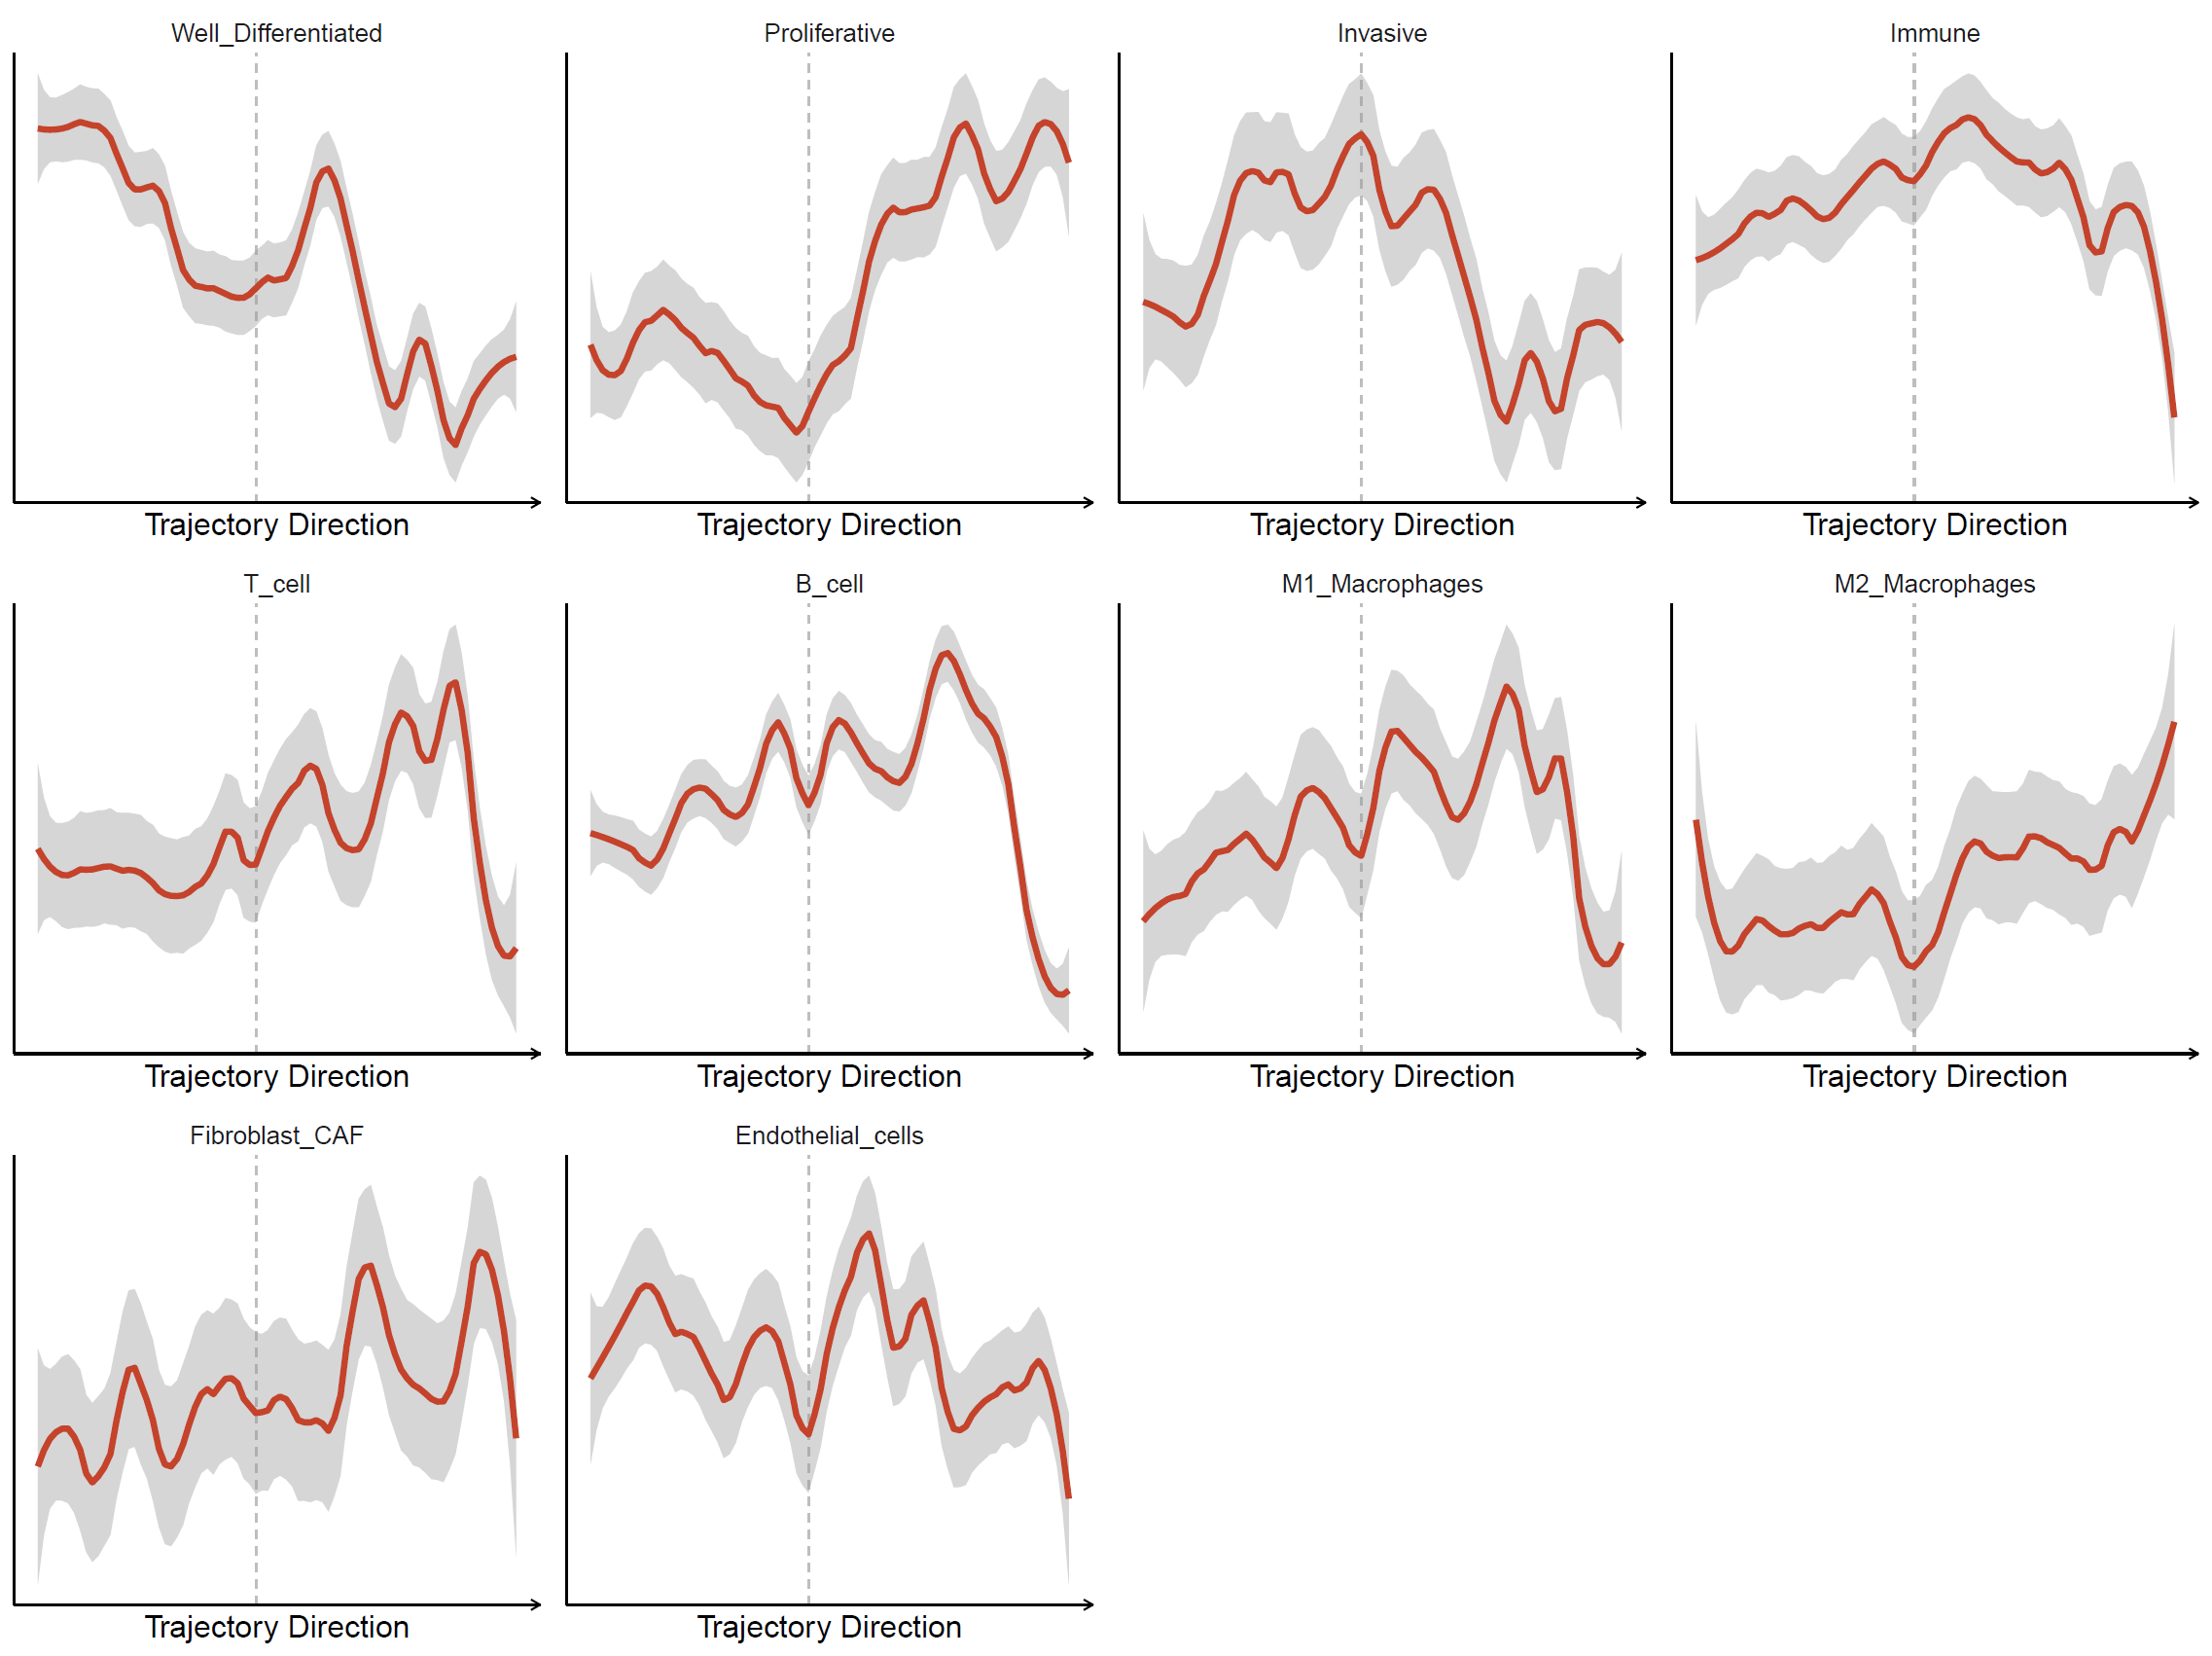 Well_Differentiated
Proliferative
Invasive
Immune
Trajectory Direction
Trajectory Direction
Trajectory Direction
Trajectory Direction
T_cell
B_cell
M1_Macrophages
M2_Macrophages
Trajectory Direction
Trajectory Direction
Trajectory Direction
Trajectory Direction
Fibroblast_CAF
Endothelial_cells
Trajectory Direction
Trajectory Direction